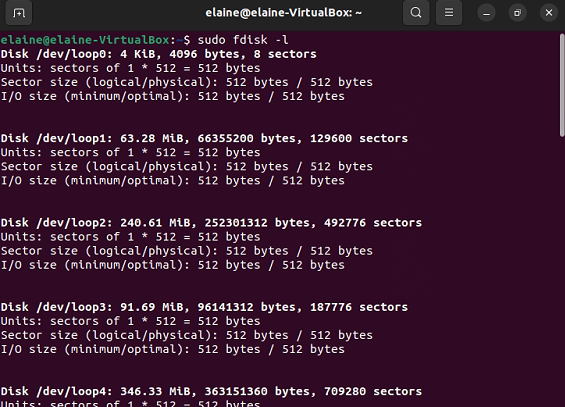 elaine@elaine-VirtualBox: ~
elaine@elaine-VirtualBox:~$ sudo fdisk -l
Disk /dev/loop0: 4 KiB, 4096 bytes, 8 sectors
Units: sectors of 1 * 512 = 512 bytes
Sector size (logical/physical): 512 bytes / 512 bytes
I/O size (minimum/optimal): 512 bytes / 512 bytes
Disk /dev/loop1: 63.28 MiB, 66355200 bytes, 129600 sectors
Units: sectors of 1 * 512 = 512 bytes
Sector size (logical/physical): 512 bytes / 512 bytes
I/O size (minimum/optimal): 512 bytes / 512 bytes
Disk /dev/loop2: 240.61 MiB, 252301312 bytes, 492776 sectors
Units: sectors of 1 * 512 = 512 bytes
Sector size (logical/physical): 512 bytes / 512 bytes
I/O size (minimum/optimal): 512 bytes / 512 bytes
Disk /dev/loop3: 91.69 MiB, 96141312 bytes, 187776 sectors
Units: sectors of 1 * 512 = 512 bytes
Sector size (logical/physical): 512 bytes / 512 bytes
I/O size (minimum/optimal): 512 bytes / 512 bytes
Disk /dev/loop4: 346.33 MiB, 363151360 bytes, 709280 sectors
Units: sectors of 1 * 512 = 512 bytes